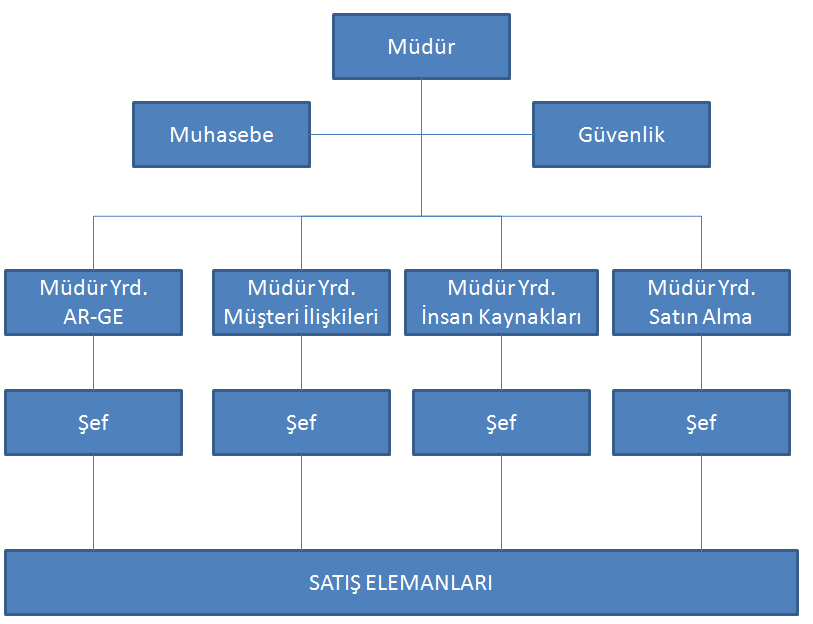 Müdür
Muhasebe
Güvenlik
Müdür Yrd.
AR-GE
Müdür Yrd.
Müşteri İlişkileri
Müdür Yrd.
İnsan Kaynakları
Müdür Yrd.
Satın Alma
Şef
Şef
Şef
Şef
SATIŞ ELEMANLARI